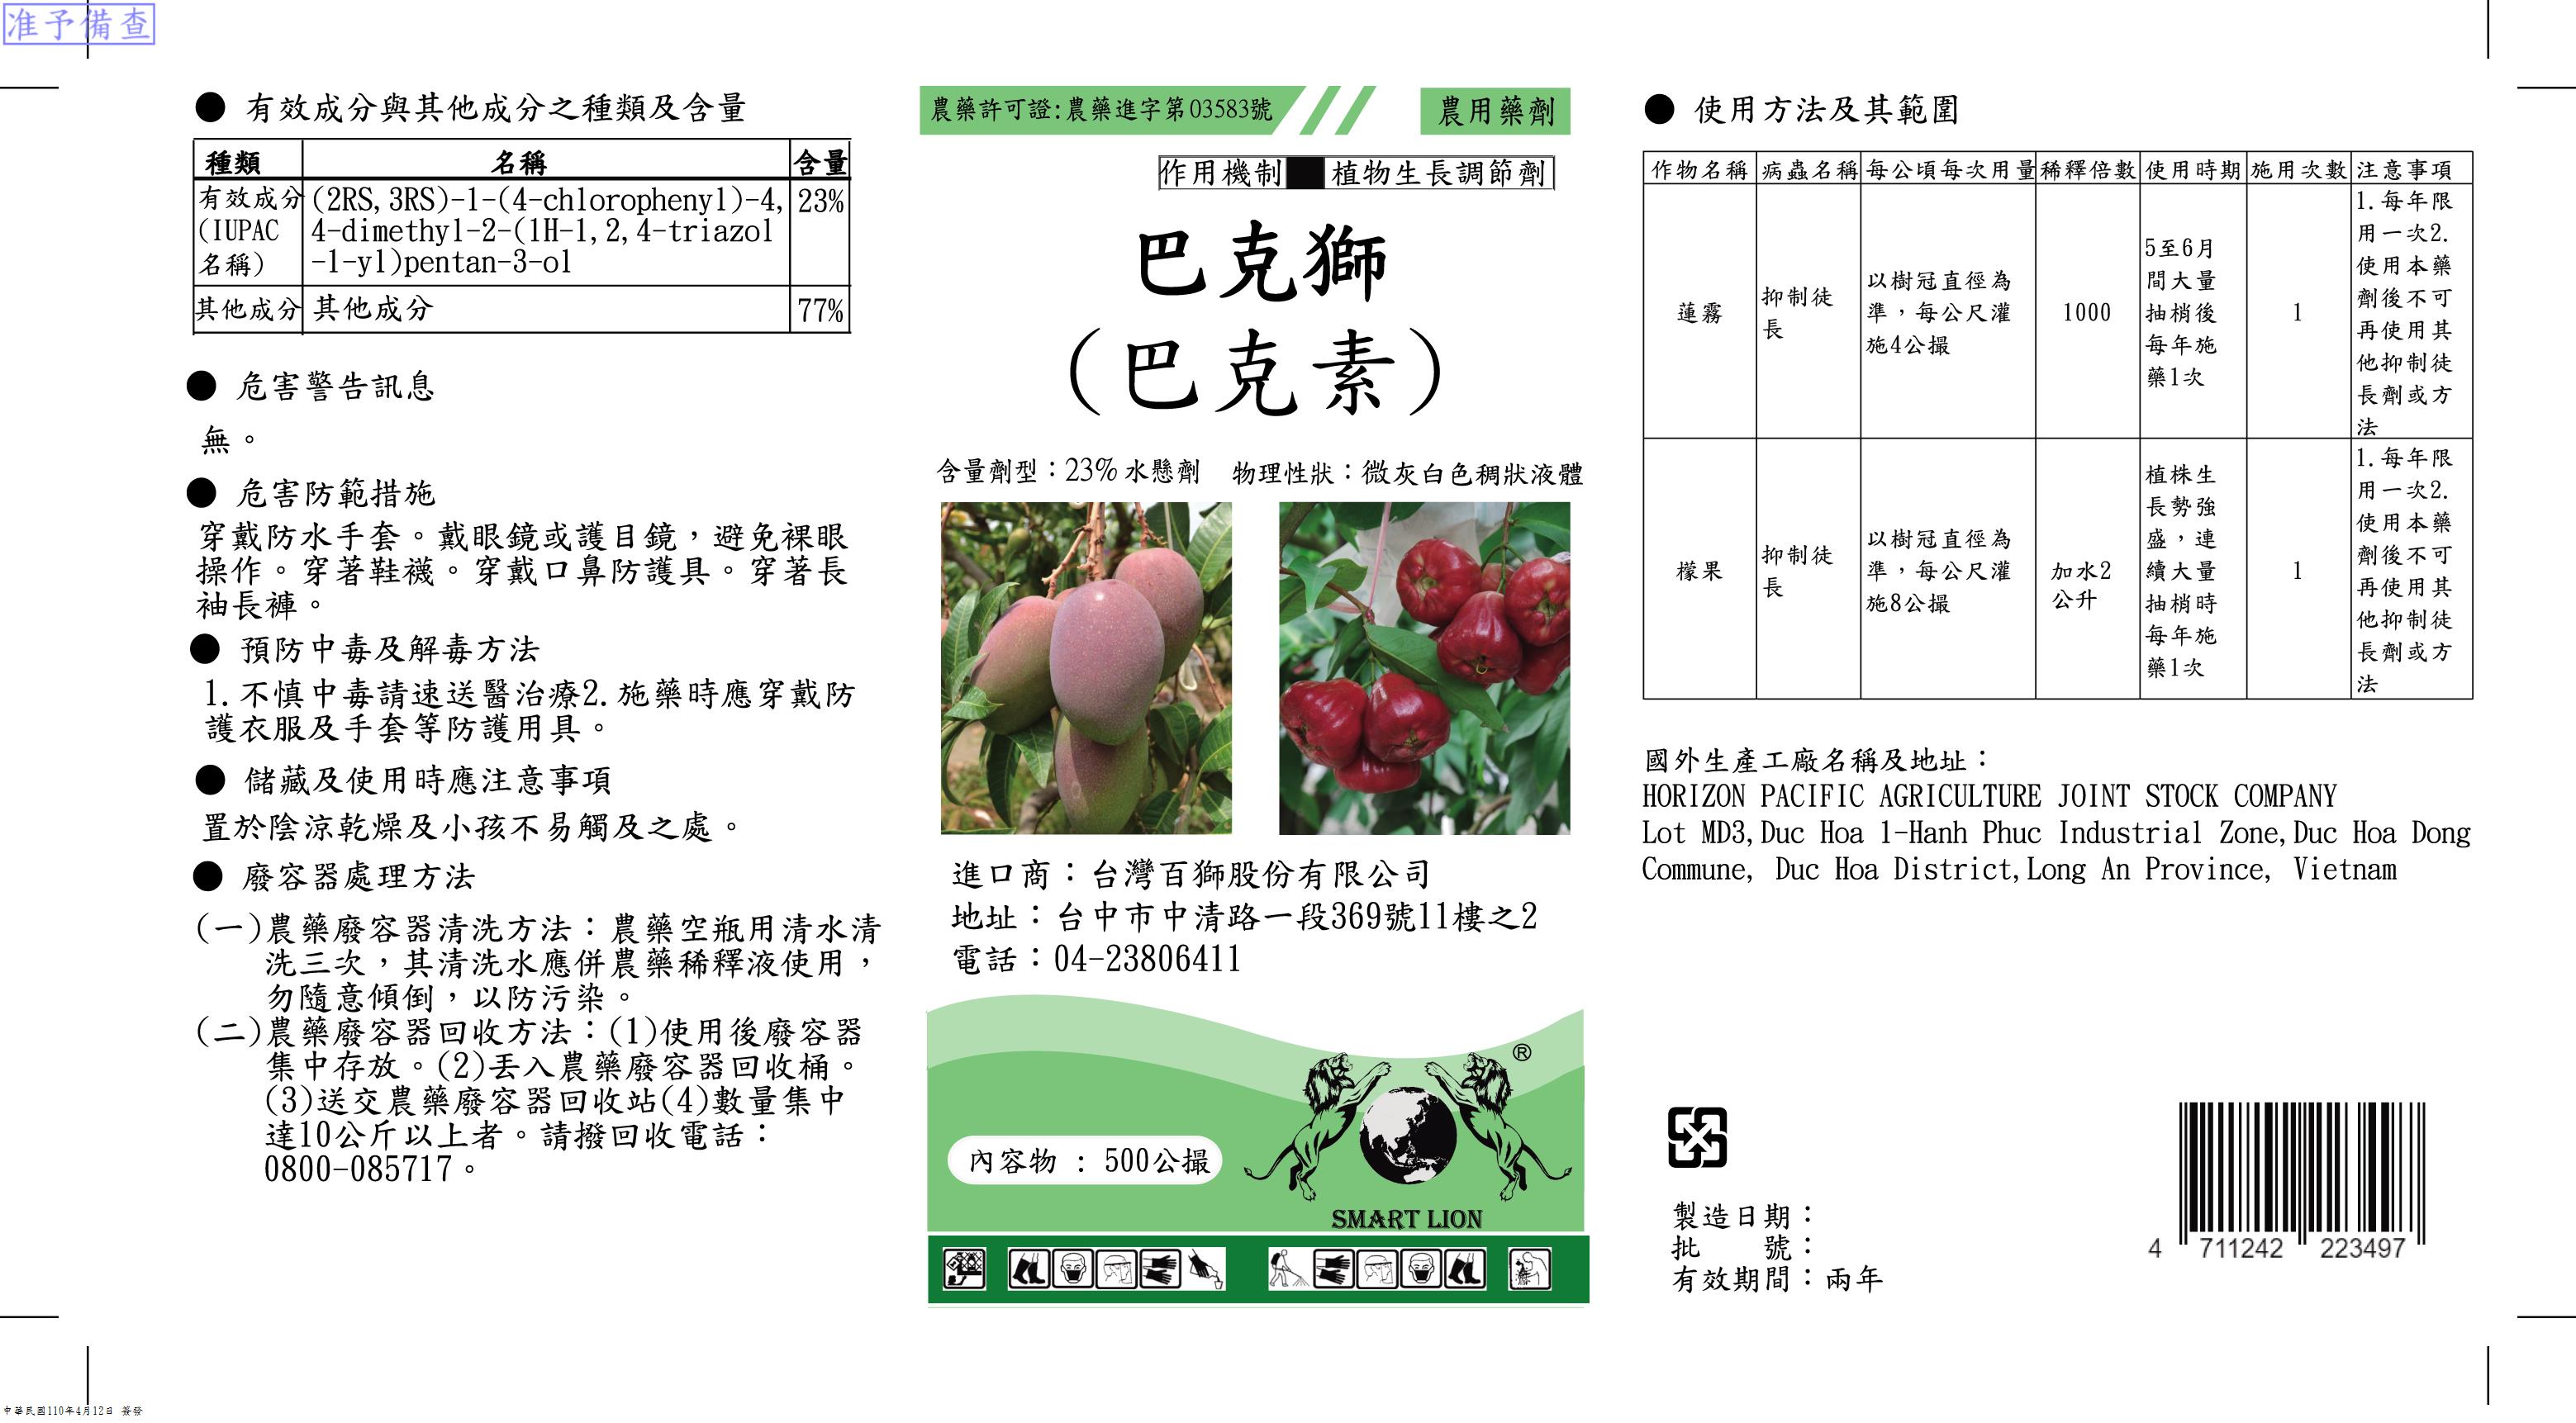 准予備查
● 有效成分與其他成分之種類及含量
種類 名稱 含量
有效成分 (2RS,3RS)-1-(4-chlorophenyl)-4, 23%
(IUPAC 4-dimethyl-2-(1H-1,2,4-triazol
名稱) -1-yl)pentan-3-ol
其他成分 其他成分 77%
● 危害警告訊息
無。
● 危害防範措施
穿戴防水手套。戴眼鏡或護目鏡，避免裸眼
操作。穿著鞋襪。穿戴口鼻防護具。穿著長
袖長褲。
● 預防中毒及解毒方法
1.不慎中毒請速送醫治療2.施藥時應穿戴防
護衣服及手套等防護用具。
● 儲藏及使用時應注意事項
置於陰涼乾燥及小孩不易觸及之處。
● 廢容器處理方法
(一)農藥廢容器清洗方法：農藥空瓶用清水清
洗三次，其清洗水應併農藥稀釋液使用，
勿隨意傾倒，以防污染。
(二)農藥廢容器回收方法：(1)使用後廢容器
集中存放。(2)丟入農藥廢容器回收桶。
(3)送交農藥廢容器回收站(4)數量集中
達10公斤以上者。請撥回收電話：
0800-085717。
農藥許可證:農藥進字第03583號
農用藥劑
作用機制 植物生長調節劑
巴克獅
(巴克素)
含量劑型：23% 水懸劑 物理性狀：微灰白色稠狀液體
進口商：台灣百獅股份有限公司
地址：台中市中清路一段369號11樓之2
電話：04-23806411
®
內容物 : 500公撮
SMART LION
● 使用方法及其範圍
作物名稱 病蟲名稱 每公頃每次用量 稀釋倍數 使用時期 施用次數 注意事項
蓮霧
抑制徒
長
以樹冠直徑為
準，每公尺灌
施4公撮
1000
5至6月
間大量
抽梢後
每年施
藥1次
1
1.每年限
用一次2.
使用本藥
劑後不可
再使用其
他抑制徒
長劑或方
法
檬果
抑制徒
長
以樹冠直徑為
準，每公尺灌
施8公撮
加水2
公升
植株生
長勢強
盛，連
續大量
抽梢時
每年施
藥1次
1
1.每年限
用一次2.
使用本藥
劑後不可
再使用其
他抑制徒
長劑或方
法
國外生產工廠名稱及地址：
HORIZON PACIFIC AGRICULTURE JOINT STOCK COMPANY
Lot MD3,Duc Hoa 1-Hanh Phuc Industrial Zone,Duc Hoa Dong
Commune, Duc Hoa District,Long An Province, Vietnam
製造日期：
批 號：
有效期間：兩年
4 711242 223497
中華民國110年4月12日 簽發